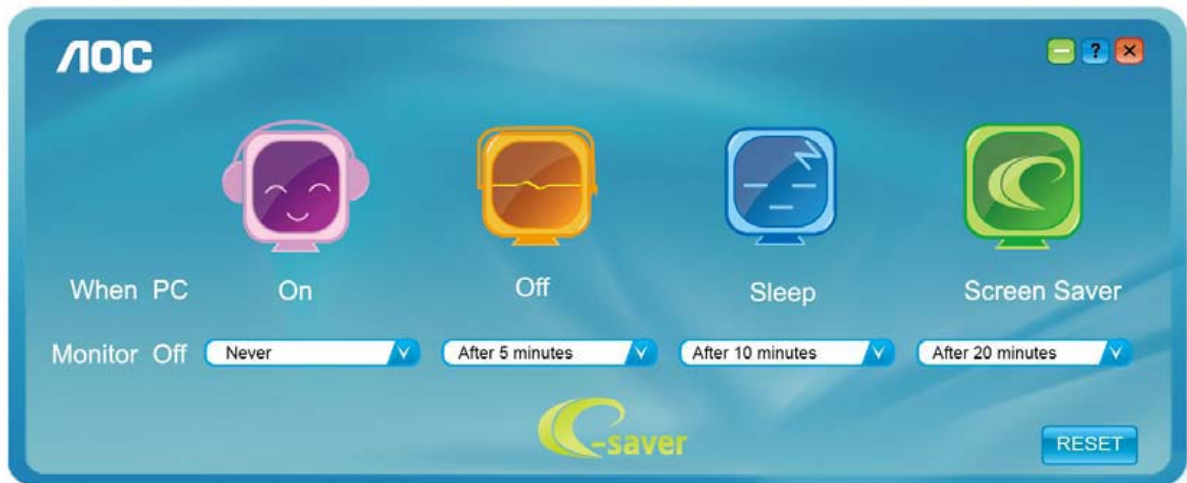 AOC
?
When PC On Off Sleep Screen Saver
Monitor Off Never After 5 minutes After 10 minutes After 20 minutes
e-saver
RESET